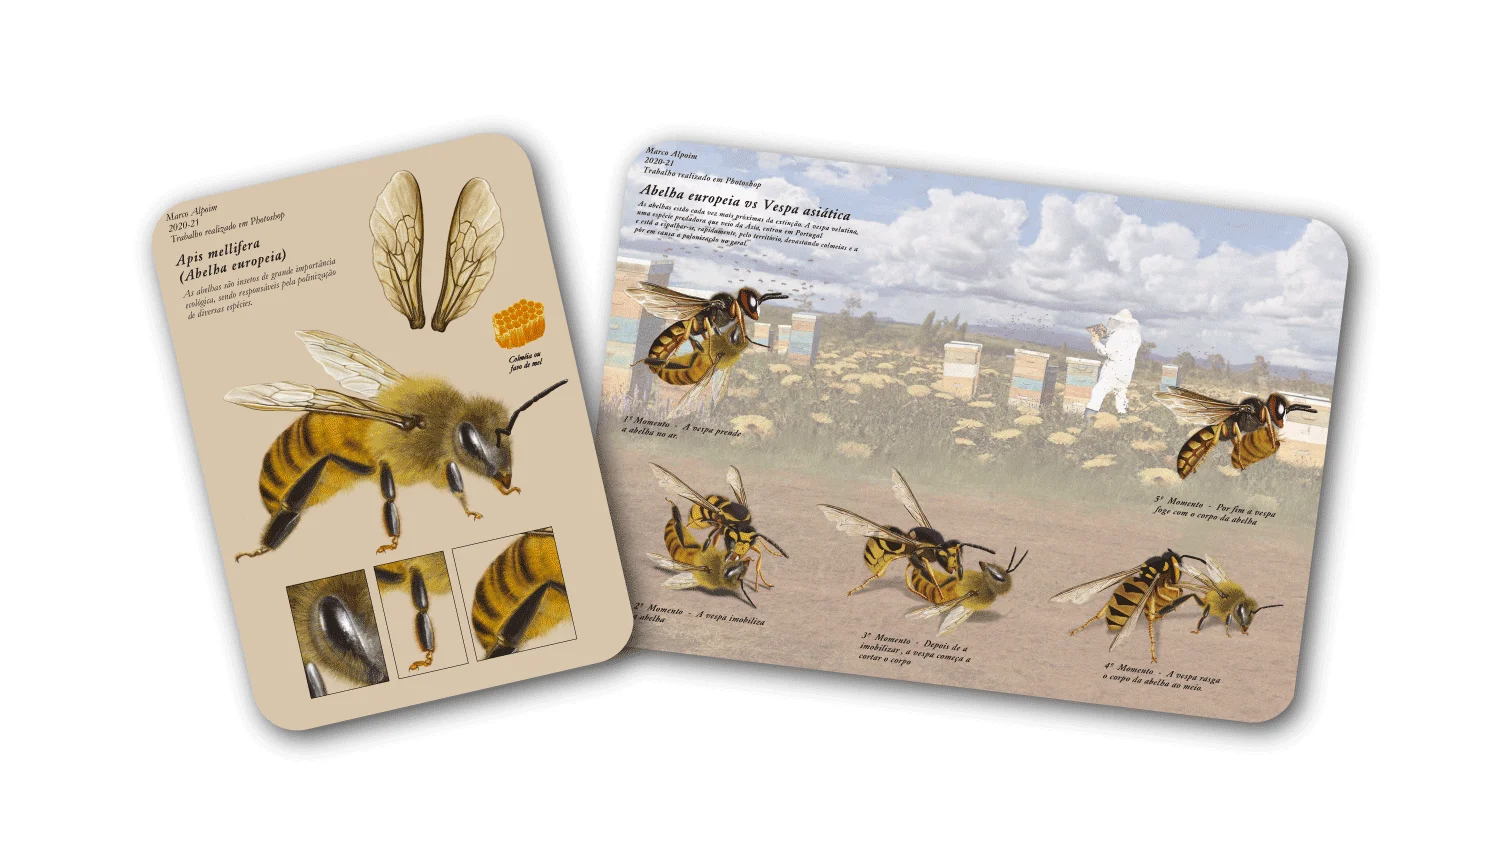 Marco Alpoim
2020-21
Trabalho realizado em Photoshop
Apis mellifera
(Abelha europeia)
As abelhas são insetos de grande importância
ecológica, sendo responsáveis pela polinização
de diversas espécies.
Colméia ou
favo de mel
Marco Alpoim
2020-21
Trabalho realizado em Photoshop
Abelha europeia vs Vespa asiática
As abelhas estão cada vez mais próximas da extinção. A vespa velutina,
uma espécie predadora que veio da Ásia, entrou em Portugal
e está a espalhar-se, rapidamente, pelo território, devastando colmeias e a
pôr em causa a polonização no geral.
1º Momento - A vespa prende
a abelha no ar.
2º Momento - A vespa imobiliza
a abelha
3º Momento - Depois de a
imobilizar, a vespa começa a
cortar o corpo
4º Momento - A vespa rasga
o corpo da abelha ao meio.
5º Momento - Por fim a vespa
foge com o corpo da abelha